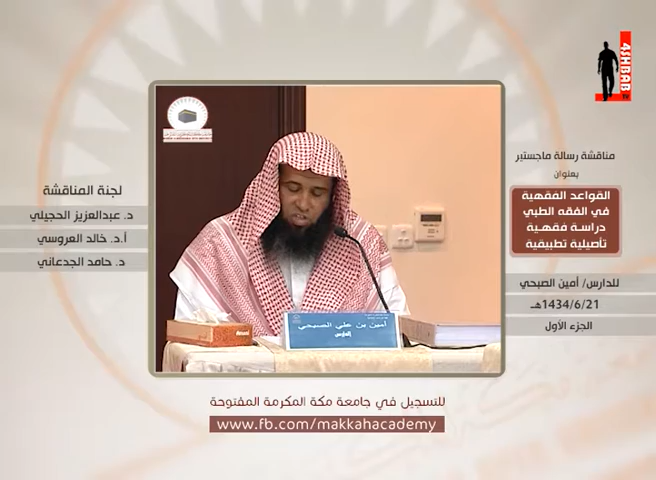 4SHBAB
TV
مناقشة رسالة ماجستير
بعنوان
القواعد الفقهية
في الفقه الطبي
دراسة فقهية
تأصيلية تطبيقية
للدارس/ أمين الصبحي
1434/6/21هـ
الجزء الأول
لجنة المناقشة
د. عبدالعزيز الحجيلي
أ.د. خالد العروسي
د. حامد الجدعاني
أمين بن علي الصبحي
الدارس
للتسجيل في جامعة مكة المكرمة المفتوحة
www.fb.com/makkahacademy